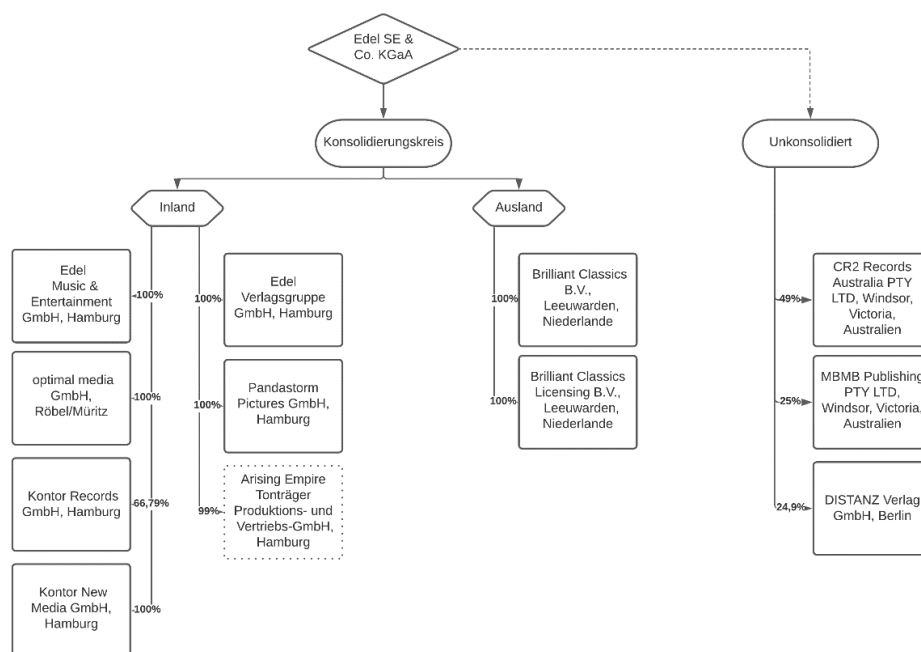 Edel SE &
Co. KGaA
Konsolidierungskreis
Unkonsolidiert
Inland
Ausland
Edel
Music &
Entertainment
GmbH, Hamburg
100%
optimal media
GmbH,
Röbel/Müritz
100%
Kontor Records
GmbH, Hamburg
66,79%
Kontor New
Media GmbH,
Hamburg
100%
100%
Edel
Verlagsgruppe
GmbH, Hamburg
100%
Pandastorm
Pictures GmbH,
Hamburg
99%
Arising Empire
Tonträger
Produktions- und
Vertriebs-GmbH,
Hamburg
100%
Brilliant Classics
B.V.,
Leeuwarden,
Niederlande
100%
Brilliant Classics
Licensing B.V.,
Leeuwarden,
Niederlande
49%
CR2 Records
Australia PTY
LTD, Windsor,
Victoria,
Australien
25%
MBMB Publishing
PTY LTD,
Windsor, Victoria,
Australien
24,9%
DISTANZ Verlag
GmbH, Berlin